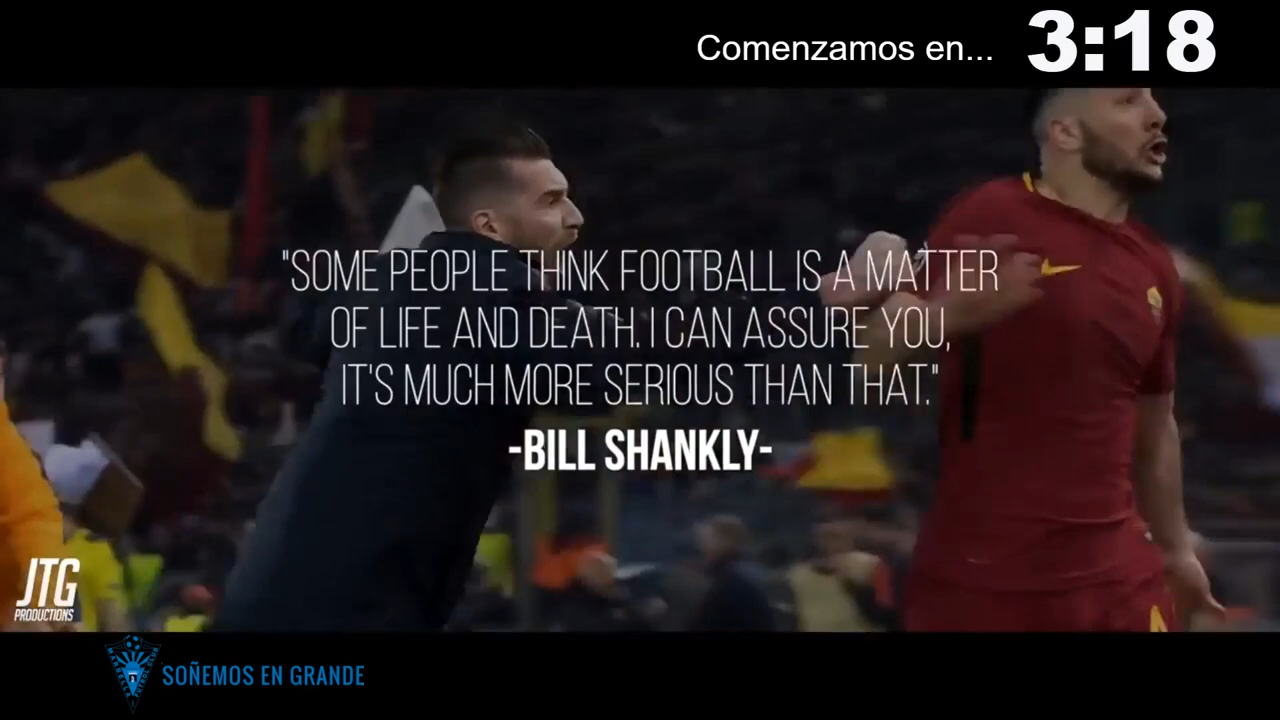 Comenzamos en... 3:18
"SOME PEOPLE THINK FOOTBALL IS A MATTER
OF LIFE AND DEATH. I CAN ASSURE YOU,
IT'S MUCH MORE SERIOUS THAN THAT."
-BILL SHANKLY-
JTG
PRODUCTIONS
SOÑEMOS EN GRANDE